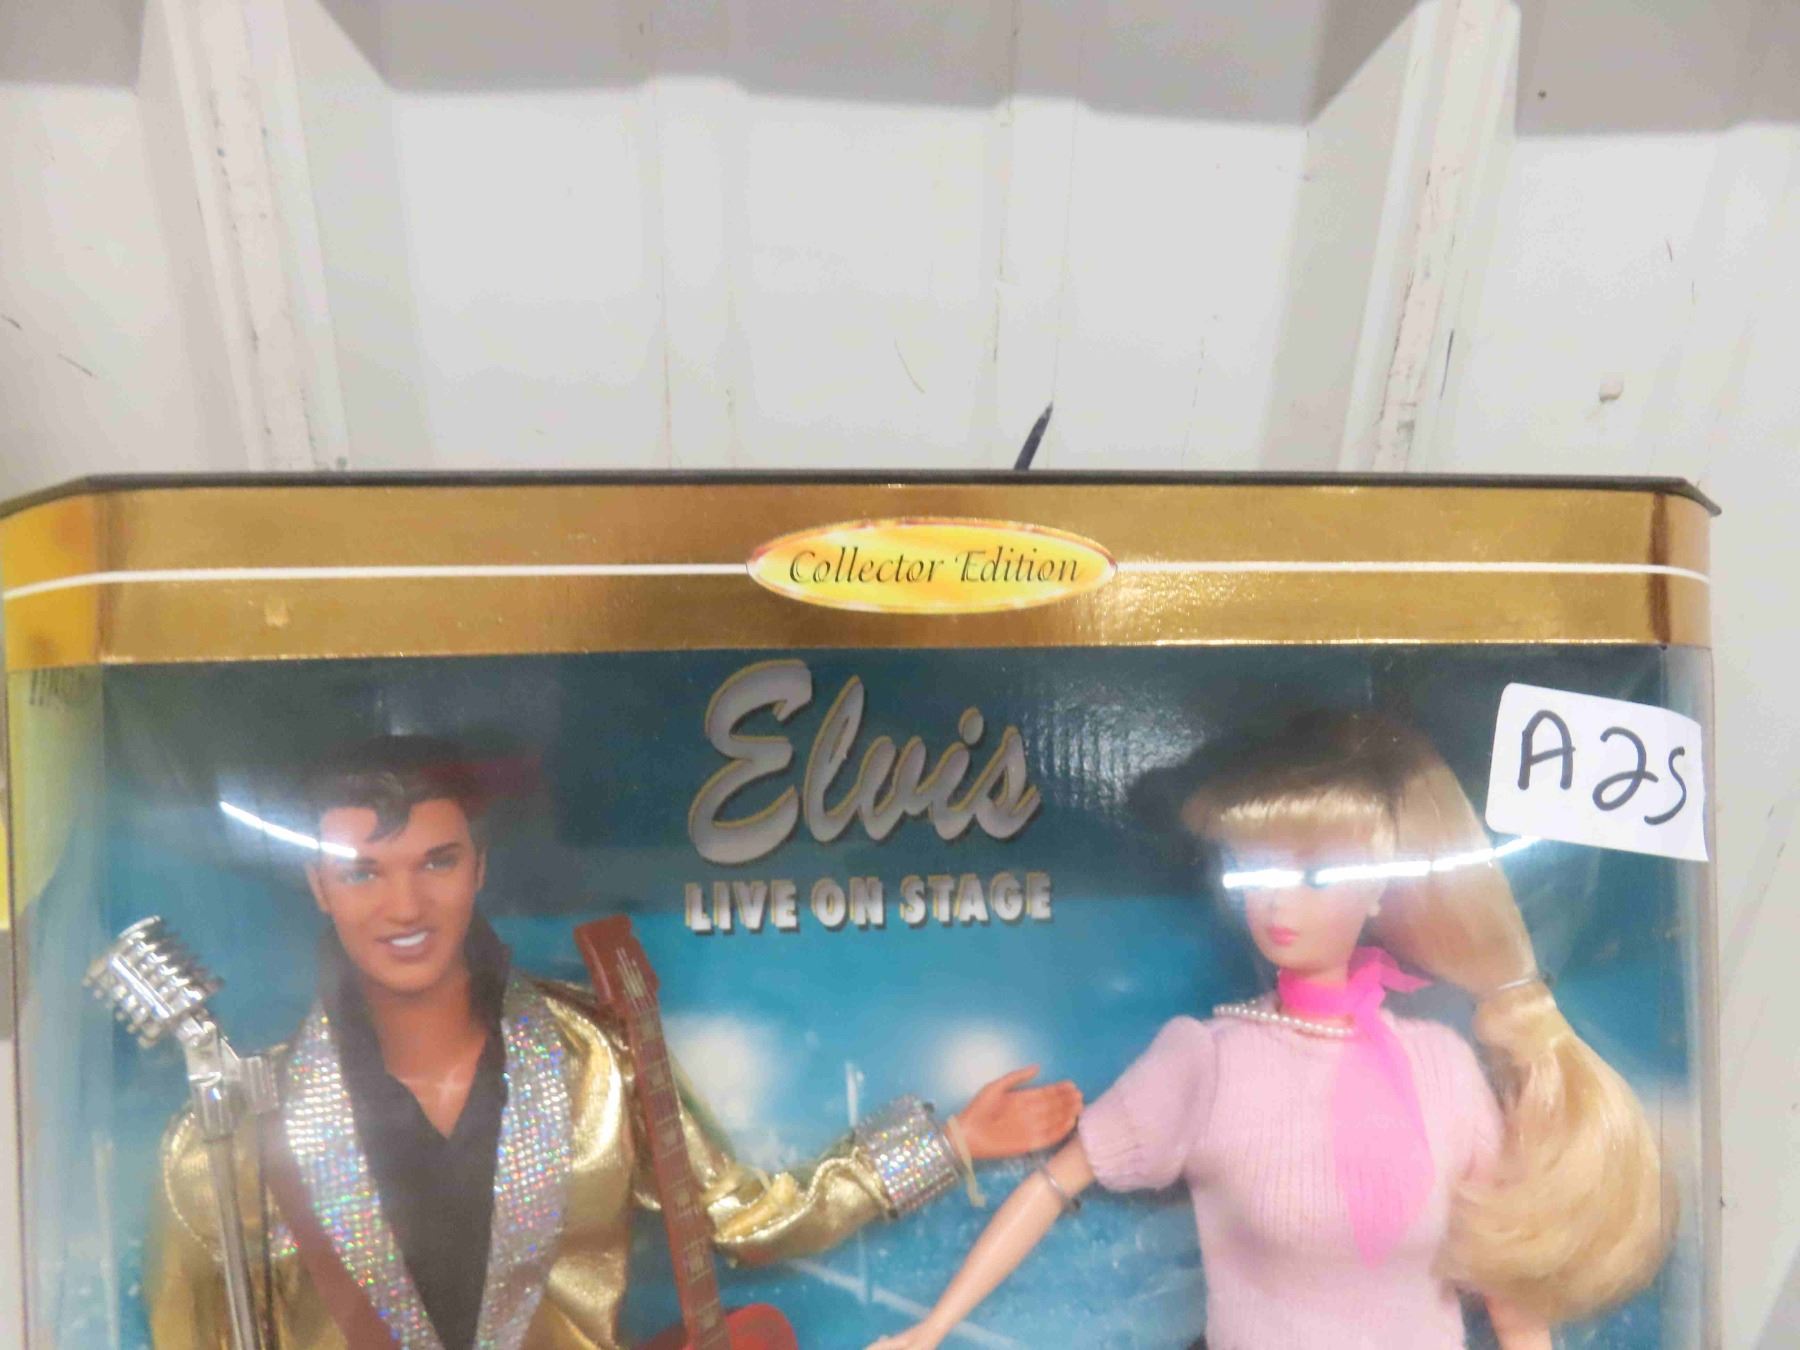 Collector Edition
Elvis
LIVE ON STAGE
A25